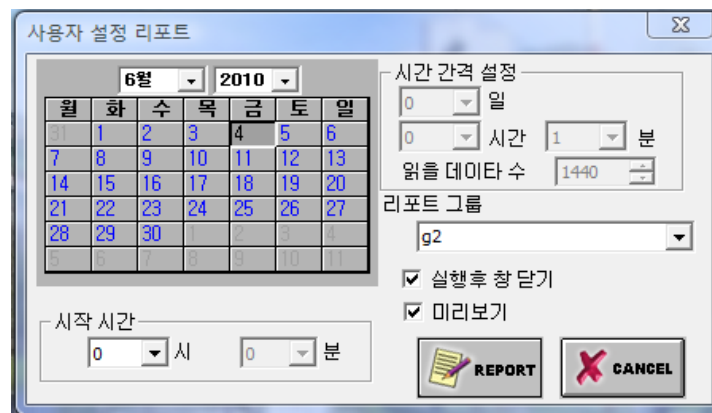 사용자 설정 리포트
6월 2010
월 화 수 목 금 토 일
31 1 2 3 4 5 6
7 8 9 10 11 12 13
14 15 16 17 18 19 20
21 22 23 24 25 26 27
28 29 30 1 2 3 4
5 6 7 8 9 10 11
시작 시간
0 시 0 분
시간 간격 설정
0 일
0 시간 1 분
읽을 데이타 수 1440
리포트 그룹
g2
실행후 창 닫기
미리보기
REPORT CANCEL